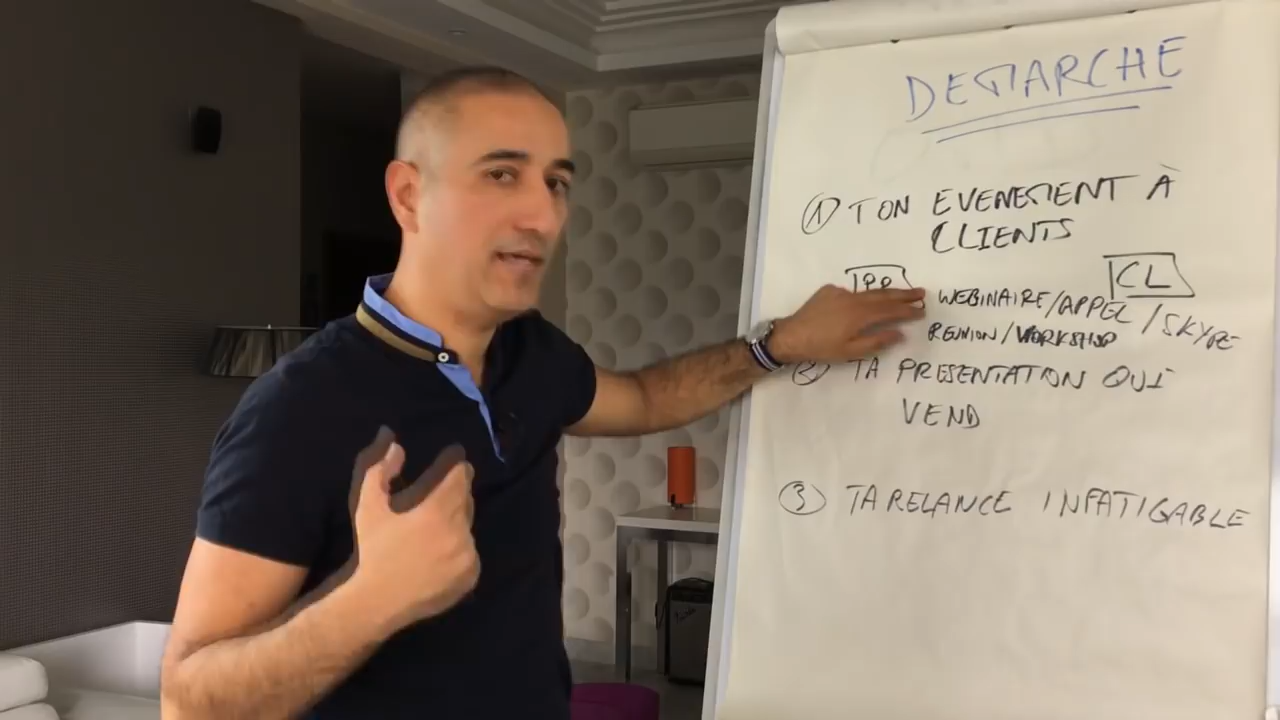 DEMARCHE
① TON EVENEMENT À
CLIENTS
PP CL
WEBINAIRE/APPEL/SKYPE
REUNION/WORKSHOP
② TA PRESENTATION QUI
VEND
③ TA RELANCE INFATIGABLE